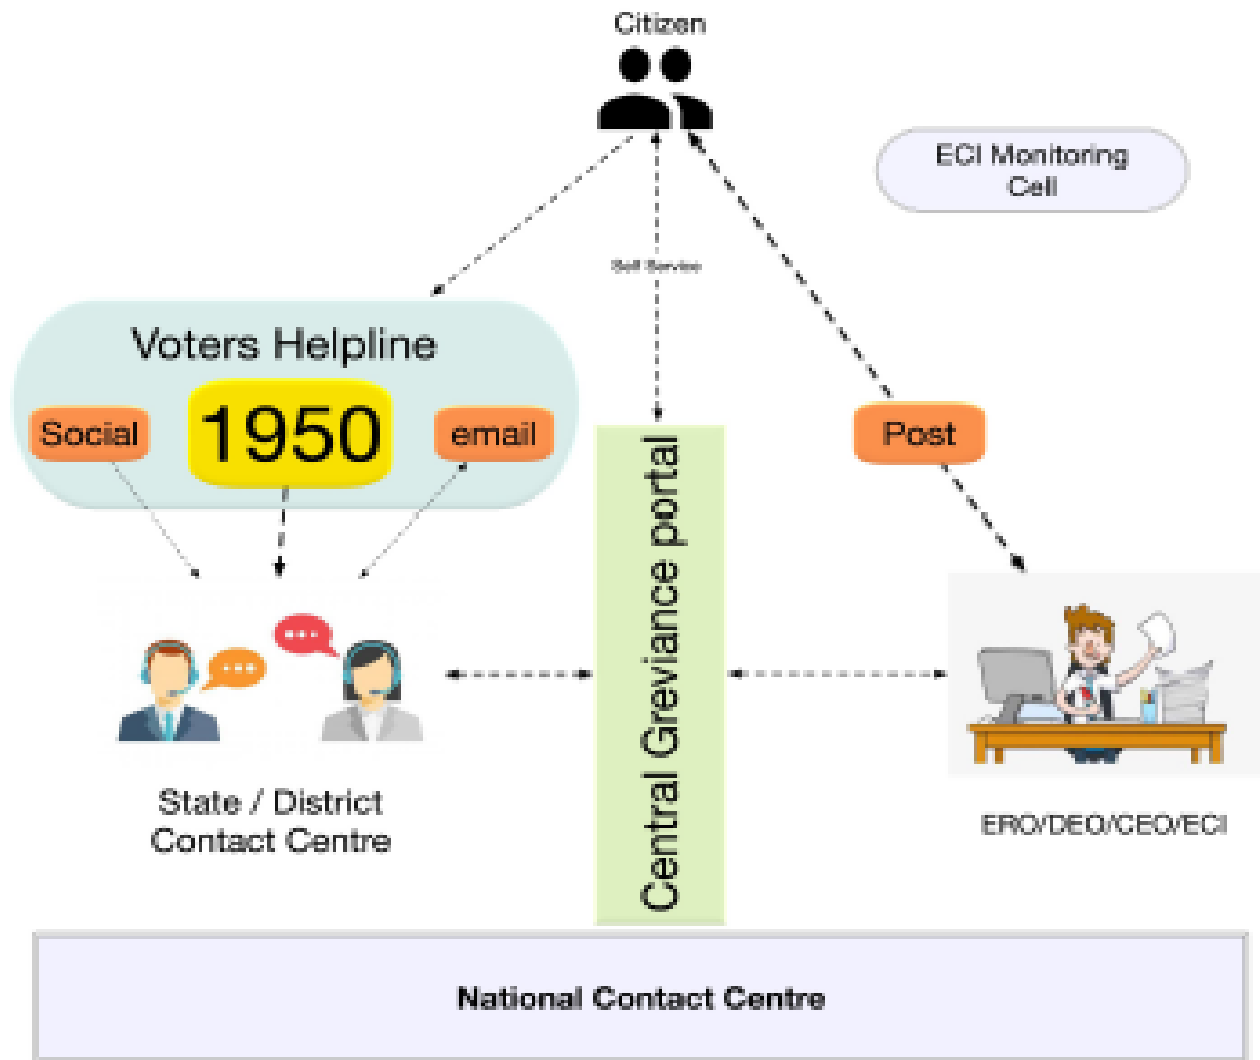 Citizen
ECI Monitoring
Cell
Self Service
Voters Helpline
Social
1950
email
Post
Central Greviance portal
State / District
Contact Centre
ERO/DEO/CEO/ECI
National Contact Centre